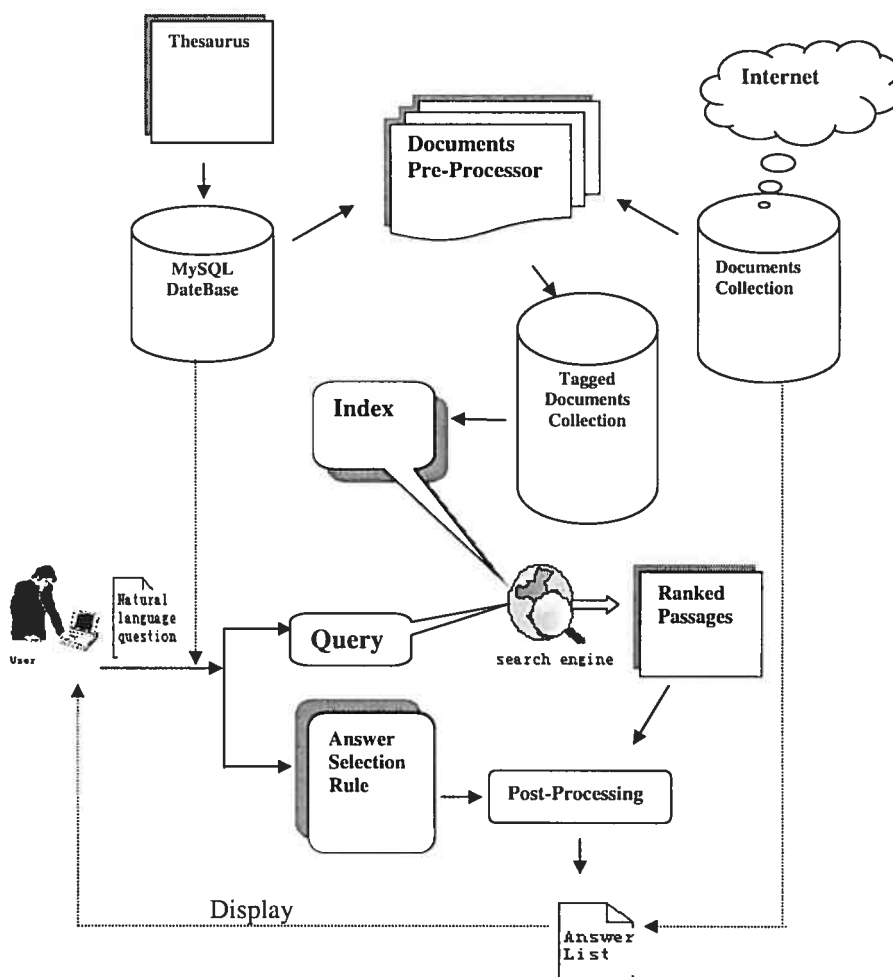 Thesaurus
Internet
Documents
Pre-Processor
MySQL
DateBase
Documents
Collection
Tagged
Documents
Collection
Index
Natural
language
question
User
Query
search engine
Ranked
Passages
Answer
Selection
Rule
Post-Processing
Display
Answer
List